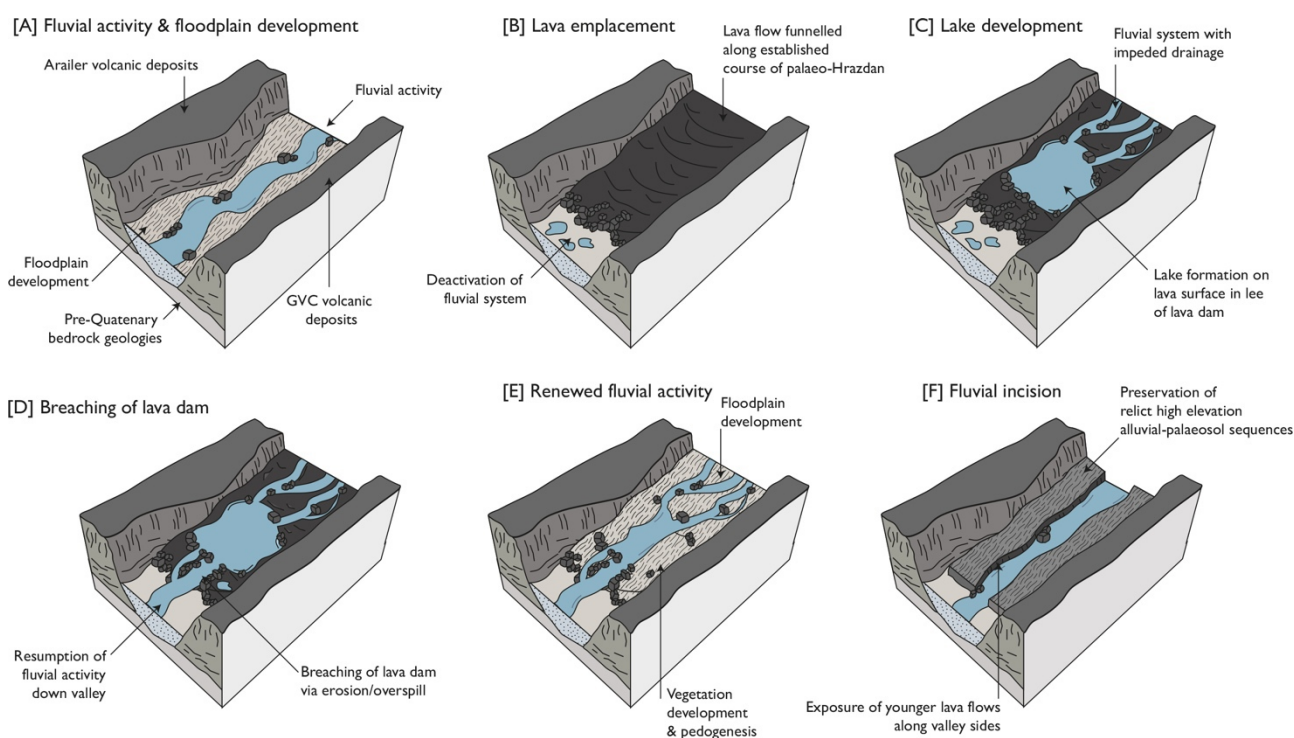 [A] Fluvial activity & floodplain development
Arailer volcanic deposits
Fluvial activity
Floodplain
development
Pre-Quaternary
bedrock geologies
GVC volcanic
deposits
[B] Lava emplacement
Lava flow funnelled
along established
course of palaeo-Hrazdan
Deactivation of
fluvial system
[C] Lake development
Fluvial system with
impeded drainage
Lake formation on
lava surface in lee
of lava dam
[D] Breaching of lava dam
Resumption of
fluvial activity
down valley
Breaching of lava dam
via erosion/overspill
[E] Renewed fluvial activity
Floodplain
development
Vegetation
development
& pedogenesis
[F] Fluvial incision
Preservation of
relict high elevation
alluvial-palaeosol sequences
Exposure of younger lava flows
along valley sides